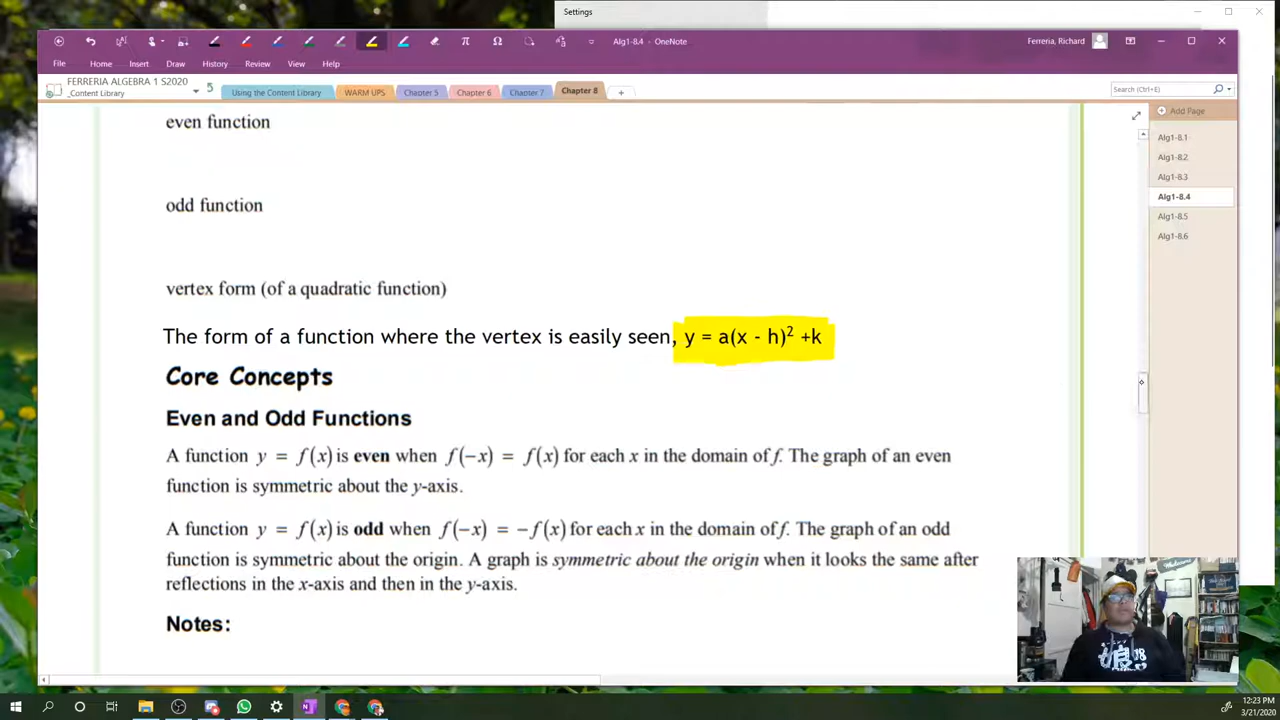 Settings
Alg1-8.4 - OneNote
Ferreria, Richard
File Home Insert Draw History Review View Help
FERRERIA ALGEBRA 1 S2020
_Content Library
5
Using the Content Library WARM UPS Chapter 5 Chapter 6 Chapter 7 Chapter 8 +
Search (Ctrl+E)
Add Page
Alg1-8.1
Alg1-8.2
Alg1-8.3
Alg1-8.4
Alg1-8.5
Alg1-8.6
even function
odd function
vertex form (of a quadratic function)
The form of a function where the vertex is easily seen, y = a(x - h)² +k
Core Concepts
Even and Odd Functions
A function y = f(x) is even when f(−x) = f(x) for each x in the domain of f. The graph of an even
function is symmetric about the y-axis.
A function y = f(x) is odd when f(−x) = −f(x) for each x in the domain of f. The graph of an odd
function is symmetric about the origin. A graph is symmetric about the origin when it looks the same after
reflections in the x-axis and then in the y-axis.
Notes:
12:23 PM
3/21/2020